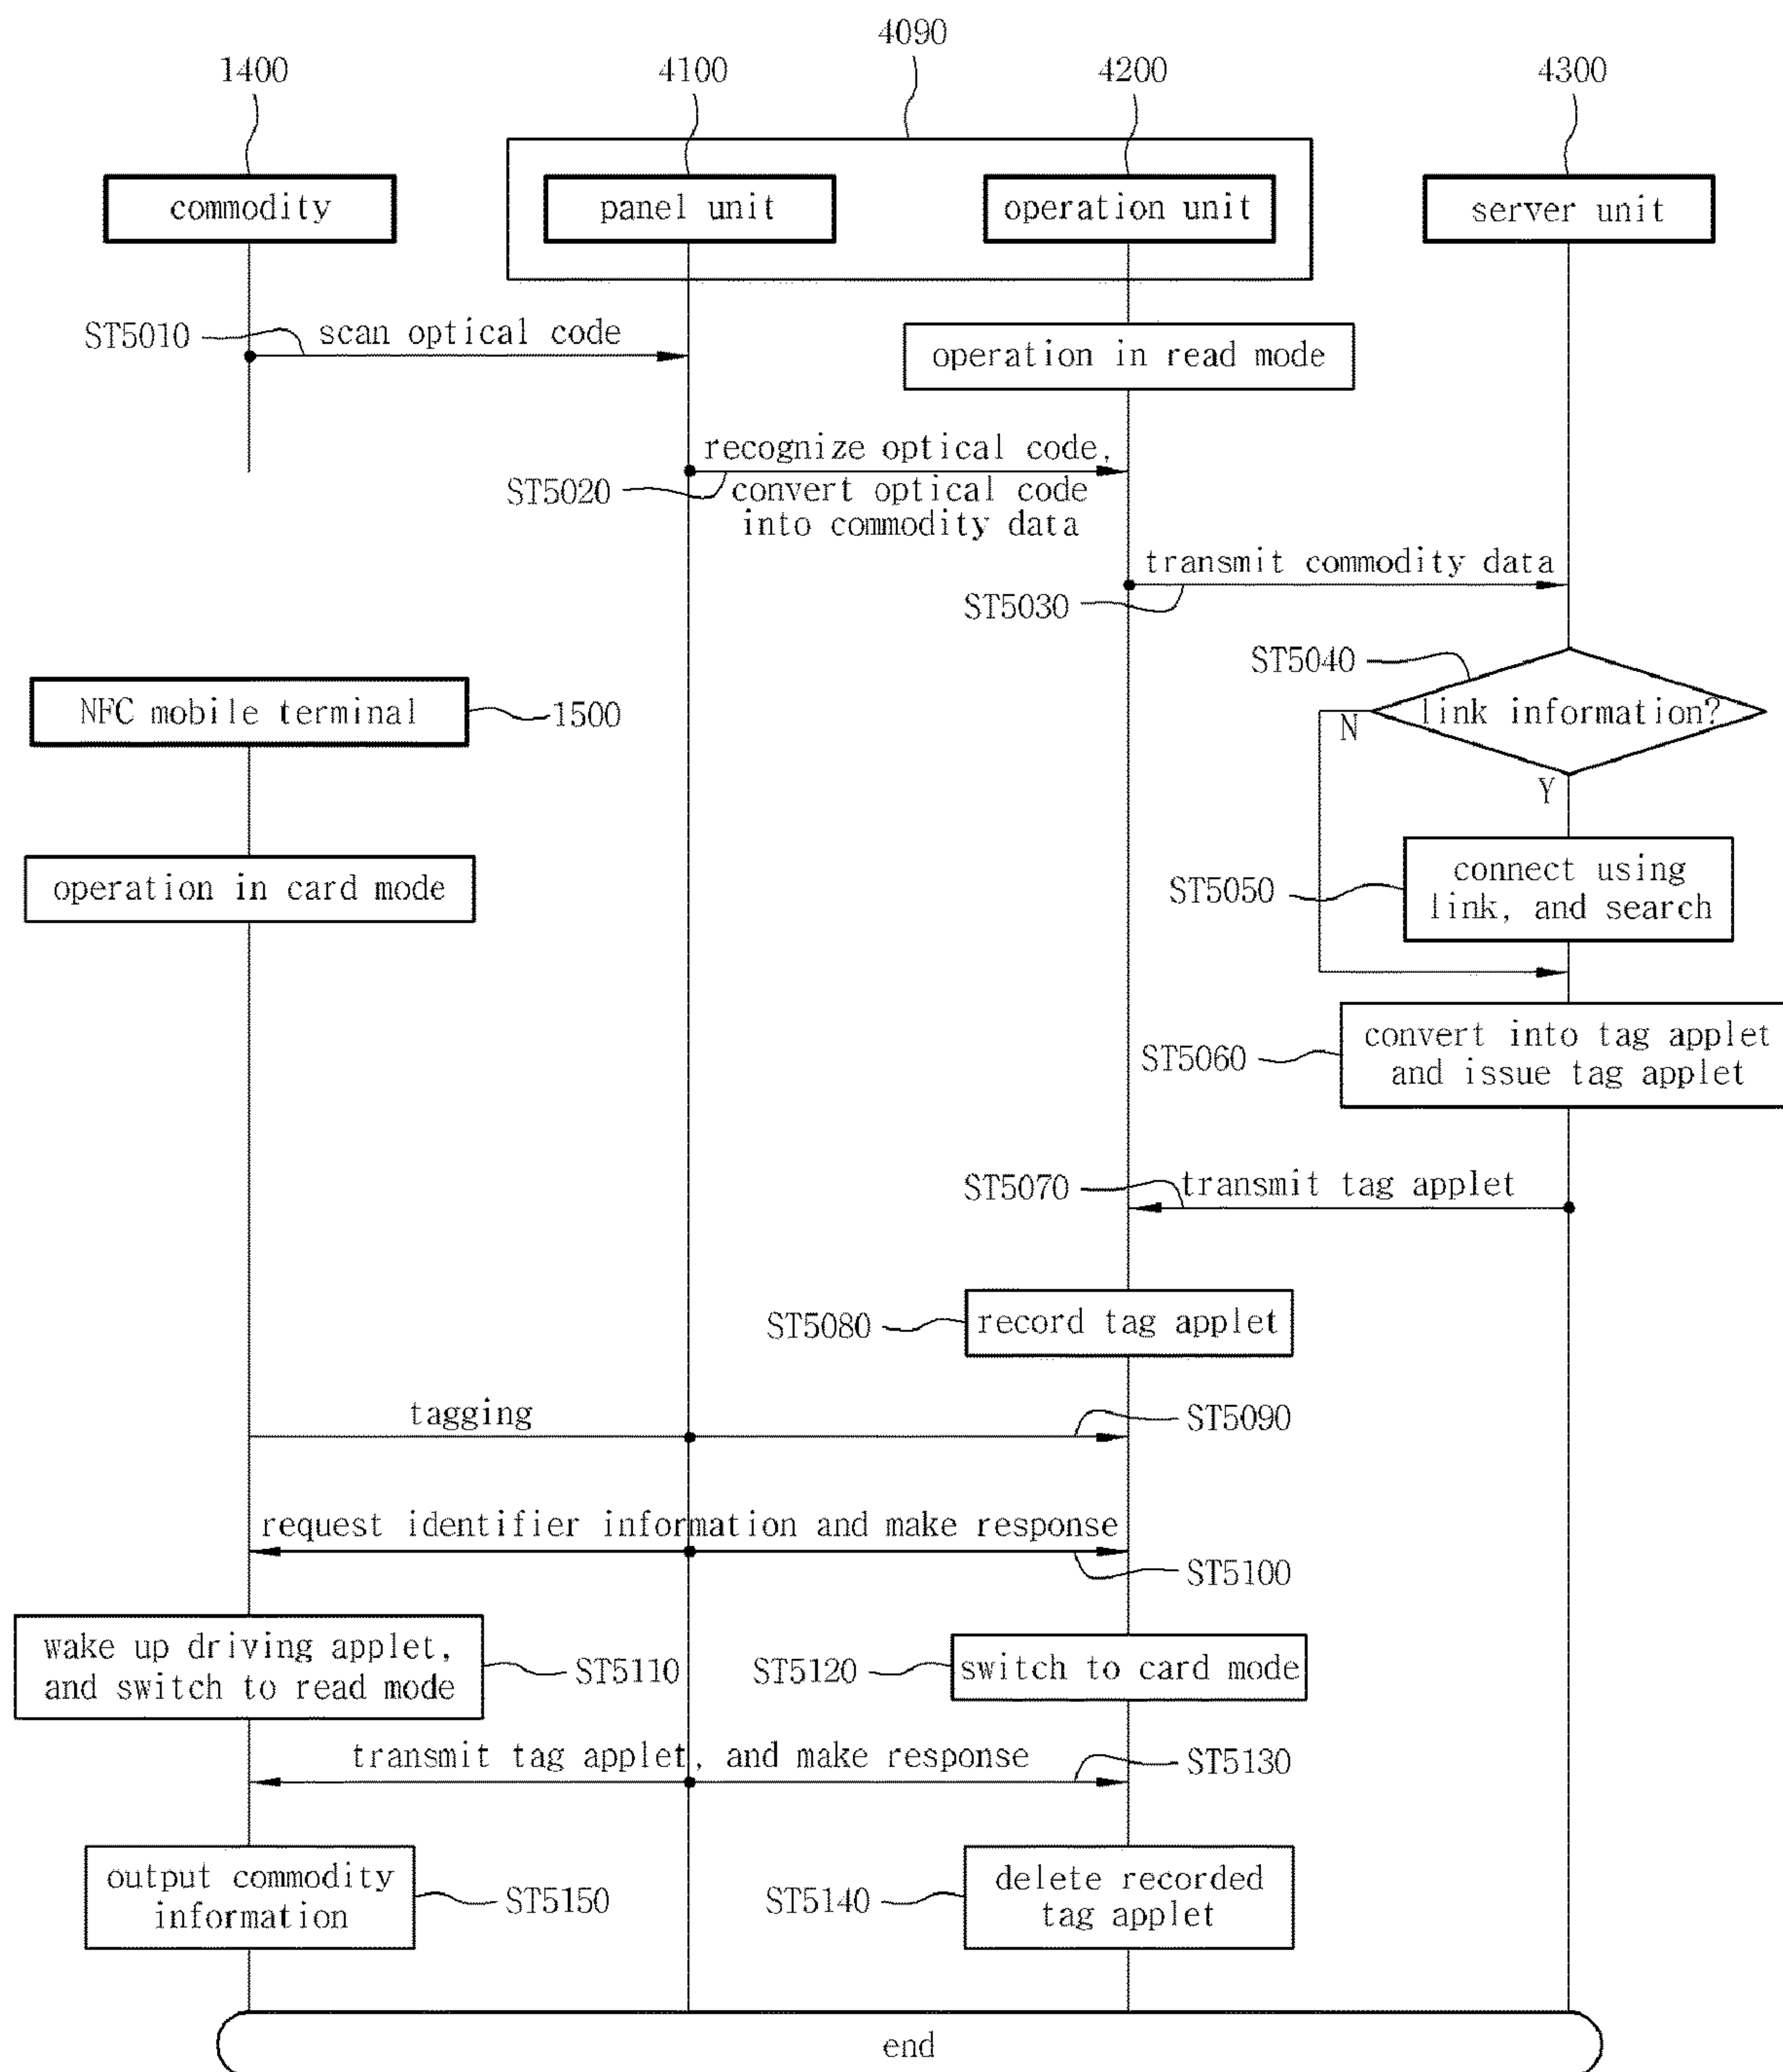 4090
1400
4100
4200
4300
commodity
panel unit
operation unit
server unit
ST5010
scan optical code
operation in read mode
recognize optical code,
ST5020
convert optical code
into commodity data
transmit commodity data
ST5030
ST5040
NFC mobile terminal
1500
link information?
N
Y
operation in card mode
ST5050
connect using
link, and search
ST5060
convert into tag applet
and issue tag applet
ST5070
transmit tag applet
ST5080
record tag applet
tagging
ST5090
request identifier information and make response
ST5100
wake up driving applet,
and switch to read mode
ST5110
ST5120
switch to card mode
transmit tag applet, and make response
ST5130
output commodity
information
ST5150
ST5140
delete recorded
tag applet
end